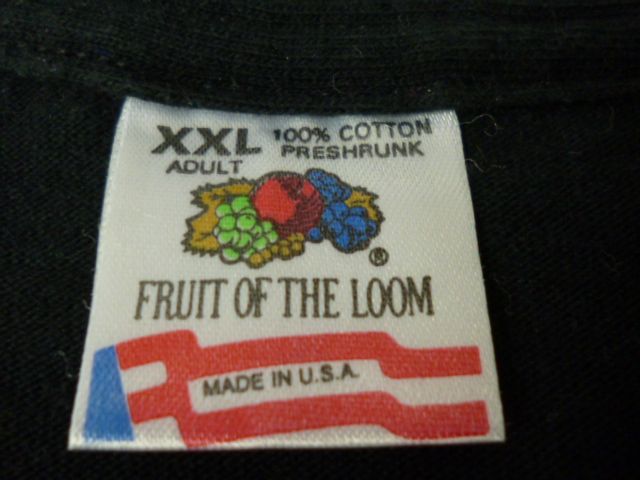 XXL 100% COTTON
ADULT PRESHRUNK
®
FRUIT OF THE LOOM
MADE IN U.S.A.